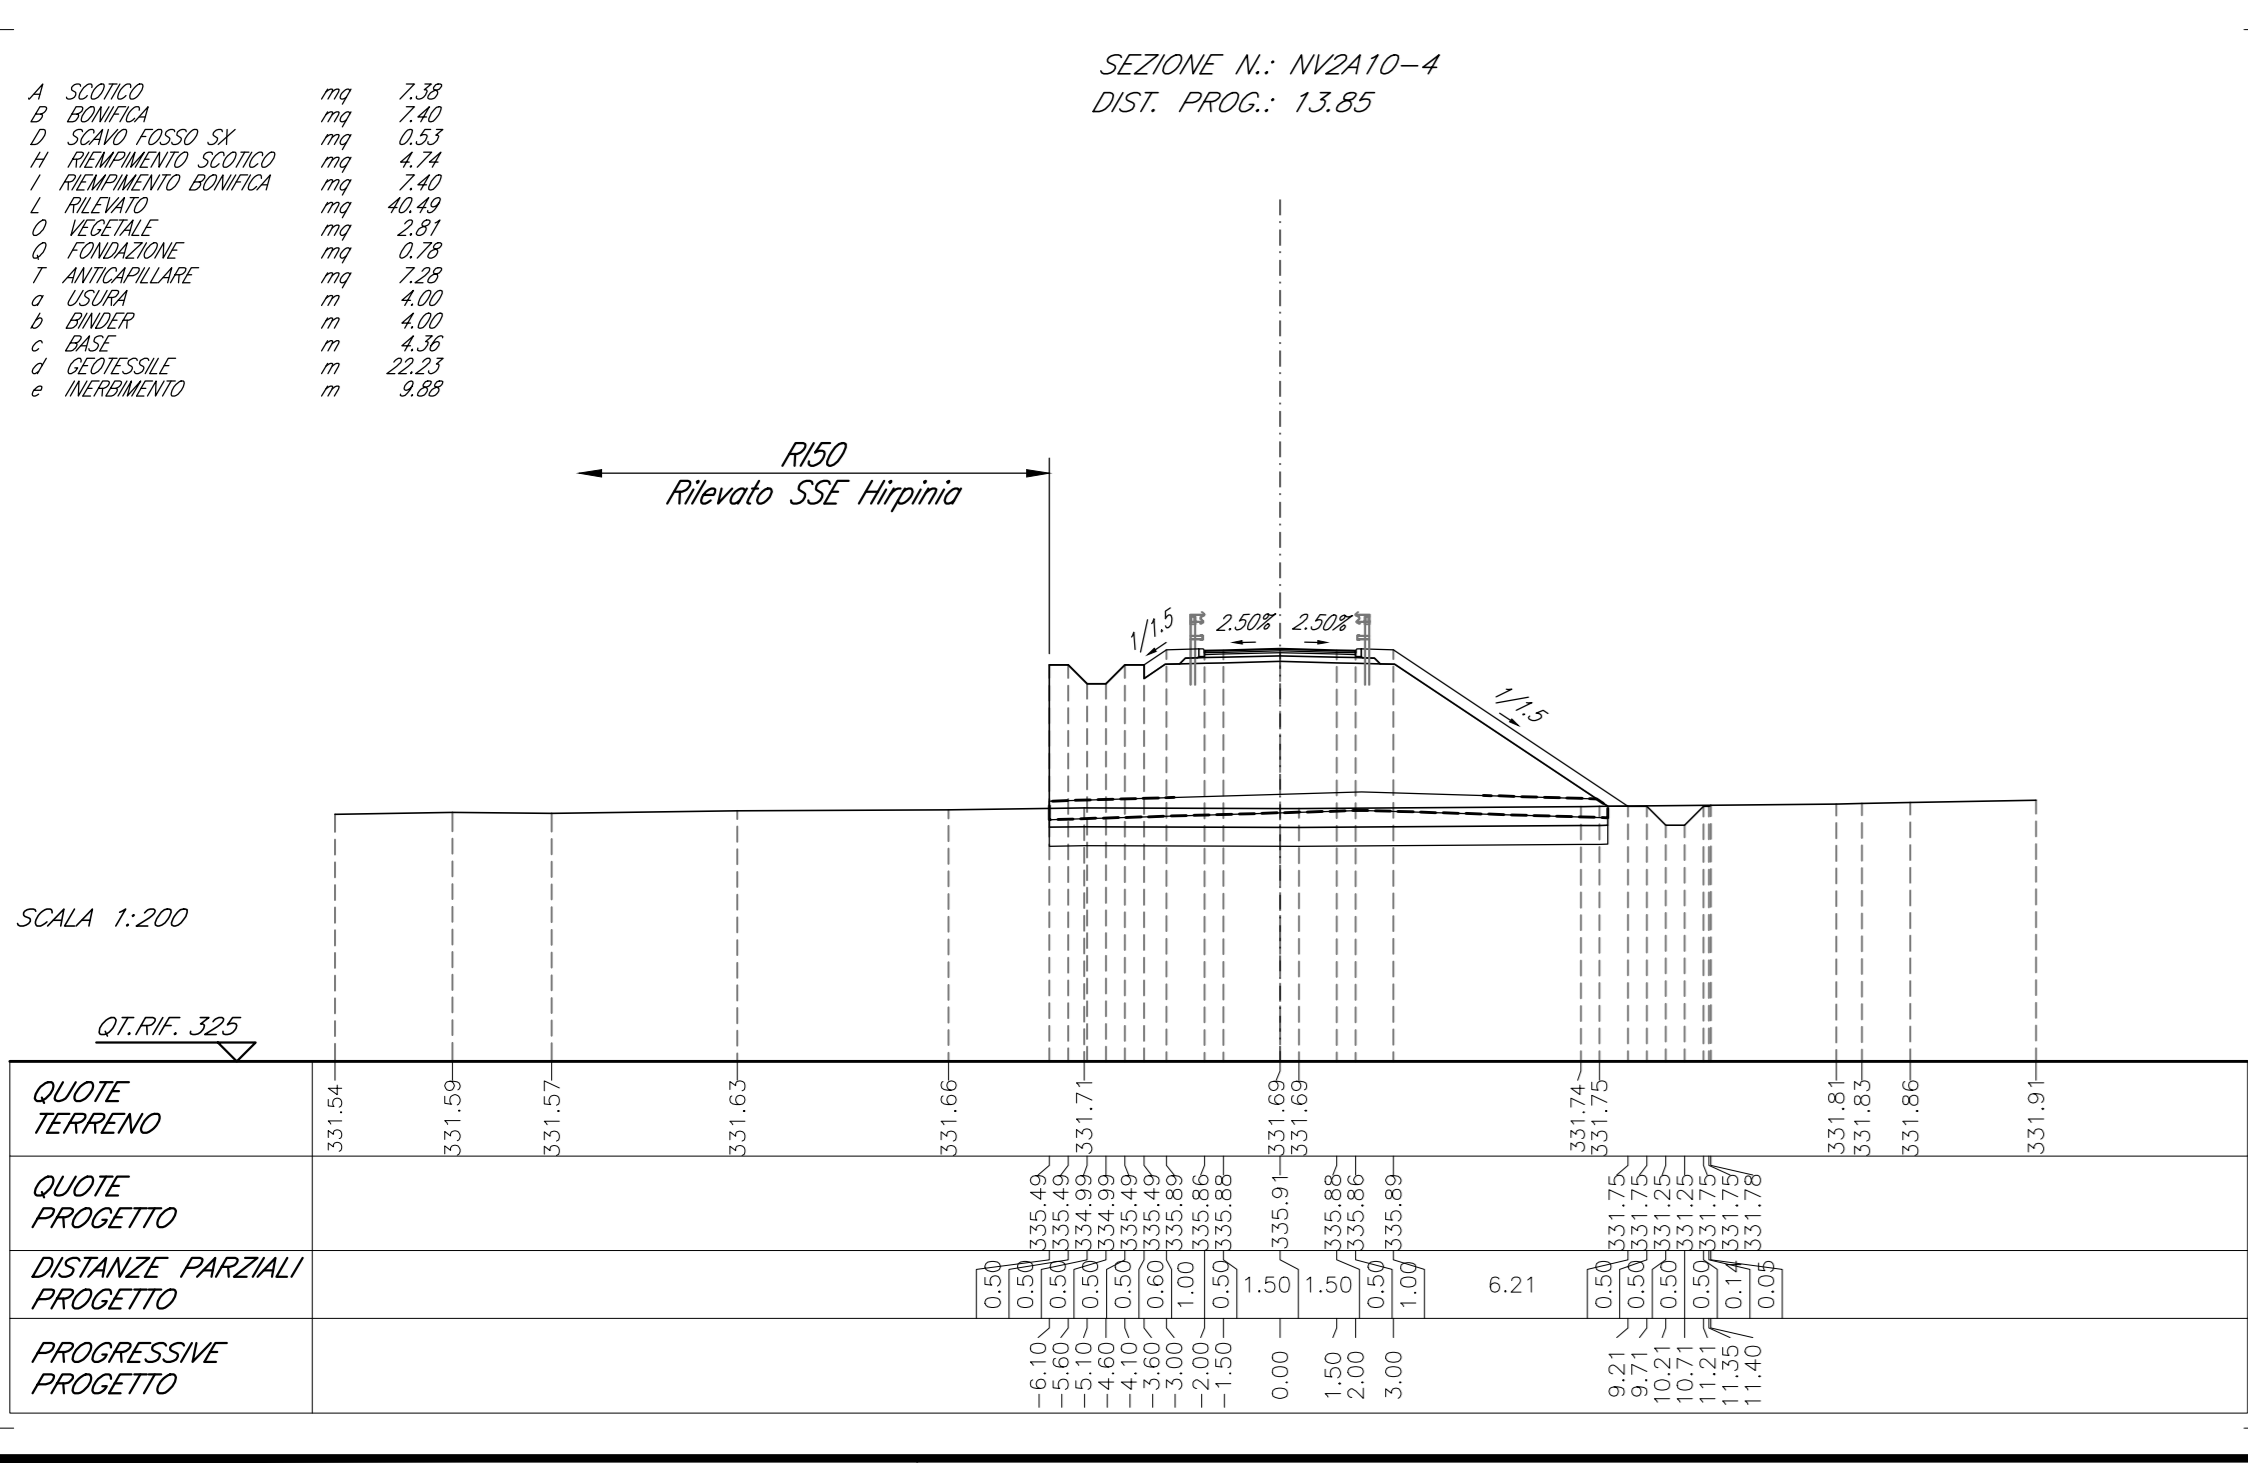 SEZIONE N.: NV2A10-4
DIST. PROG.: 13.85
A SCOTICO mq 7.38
B BONIFICA mq 7.40
D SCAVO FOSSO SX mq 0.53
H RIEMPIMENTO SCOTICO mq 4.74
I RIEMPIMENTO BONIFICA mq 7.40
L RILEVATO mq 40.49
O VEGETALE mq 2.81
Q FONDAZIONE mq 0.78
T ANTICAPILLARE mq 7.28
a USURA m 4.00
b BINDER m 4.00
c BASE m 4.36
d GEOTESSILE m 22.23
e INERBIMENTO m 9.88
RI50
Rilevato SSE Hirpinia
1/1.5 2.50% 2.50%
1/1.5
SCALA 1:200
QT.RIF. 325
QUOTE
TERRENO
331.54 331.59 331.57 331.63 331.66 331.71 331.69 331.69 331.74 331.75 331.81 331.83 331.86 331.91
QUOTE
PROGETTO
335.49 335.49 334.99 334.99 335.49 335.49 335.89 335.86 335.88 335.91 335.88 335.86 335.89 331.75 331.75 331.25 331.25 331.75 331.75 331.78
DISTANZE PARZIALI
PROGETTO
0.50 0.50 0.50 0.50 0.50 0.60 1.00 0.50 1.50 1.50 0.50 1.00 6.21 0.50 0.50 0.50 0.50 0.14 0.05
PROGRESSIVE
PROGETTO
-6.10 -5.60 -5.10 -4.60 -4.10 -3.60 -3.00 -2.00 -1.50 0.00 1.50 2.00 3.00 9.21 9.71 10.21 10.71 11.21 11.35 11.40